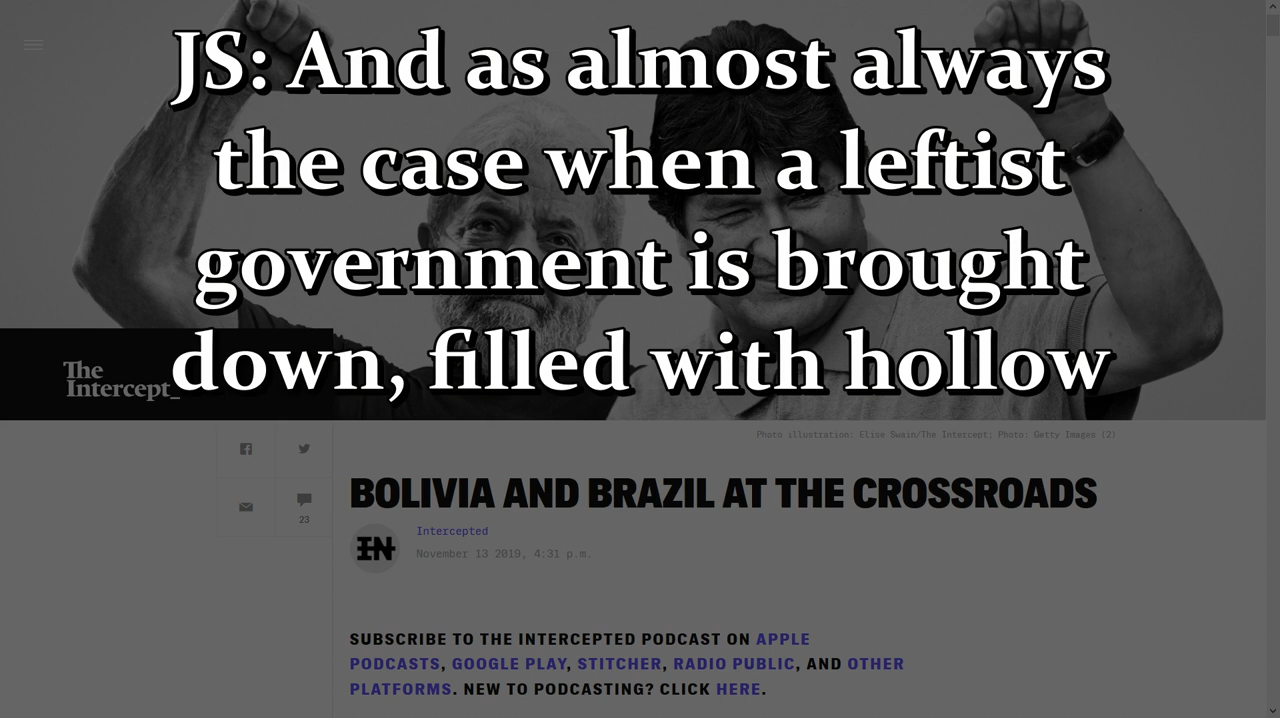 JS: And as almost always
the case when a leftist
government is brought
down, filled with hollow
The
Intercept_
Photo illustration: Elise Swain/The Intercept; Photo: Getty Images (2)
BOLIVIA AND BRAZIL AT THE CROSSROADS
23
IN
Intercepted
November 13 2019, 4:31 p.m.
SUBSCRIBE TO THE INTERCEPTED PODCAST ON APPLE
PODCASTS, GOOGLE PLAY, STITCHER, RADIO PUBLIC, AND OTHER
PLATFORMS. NEW TO PODCASTING? CLICK HERE.